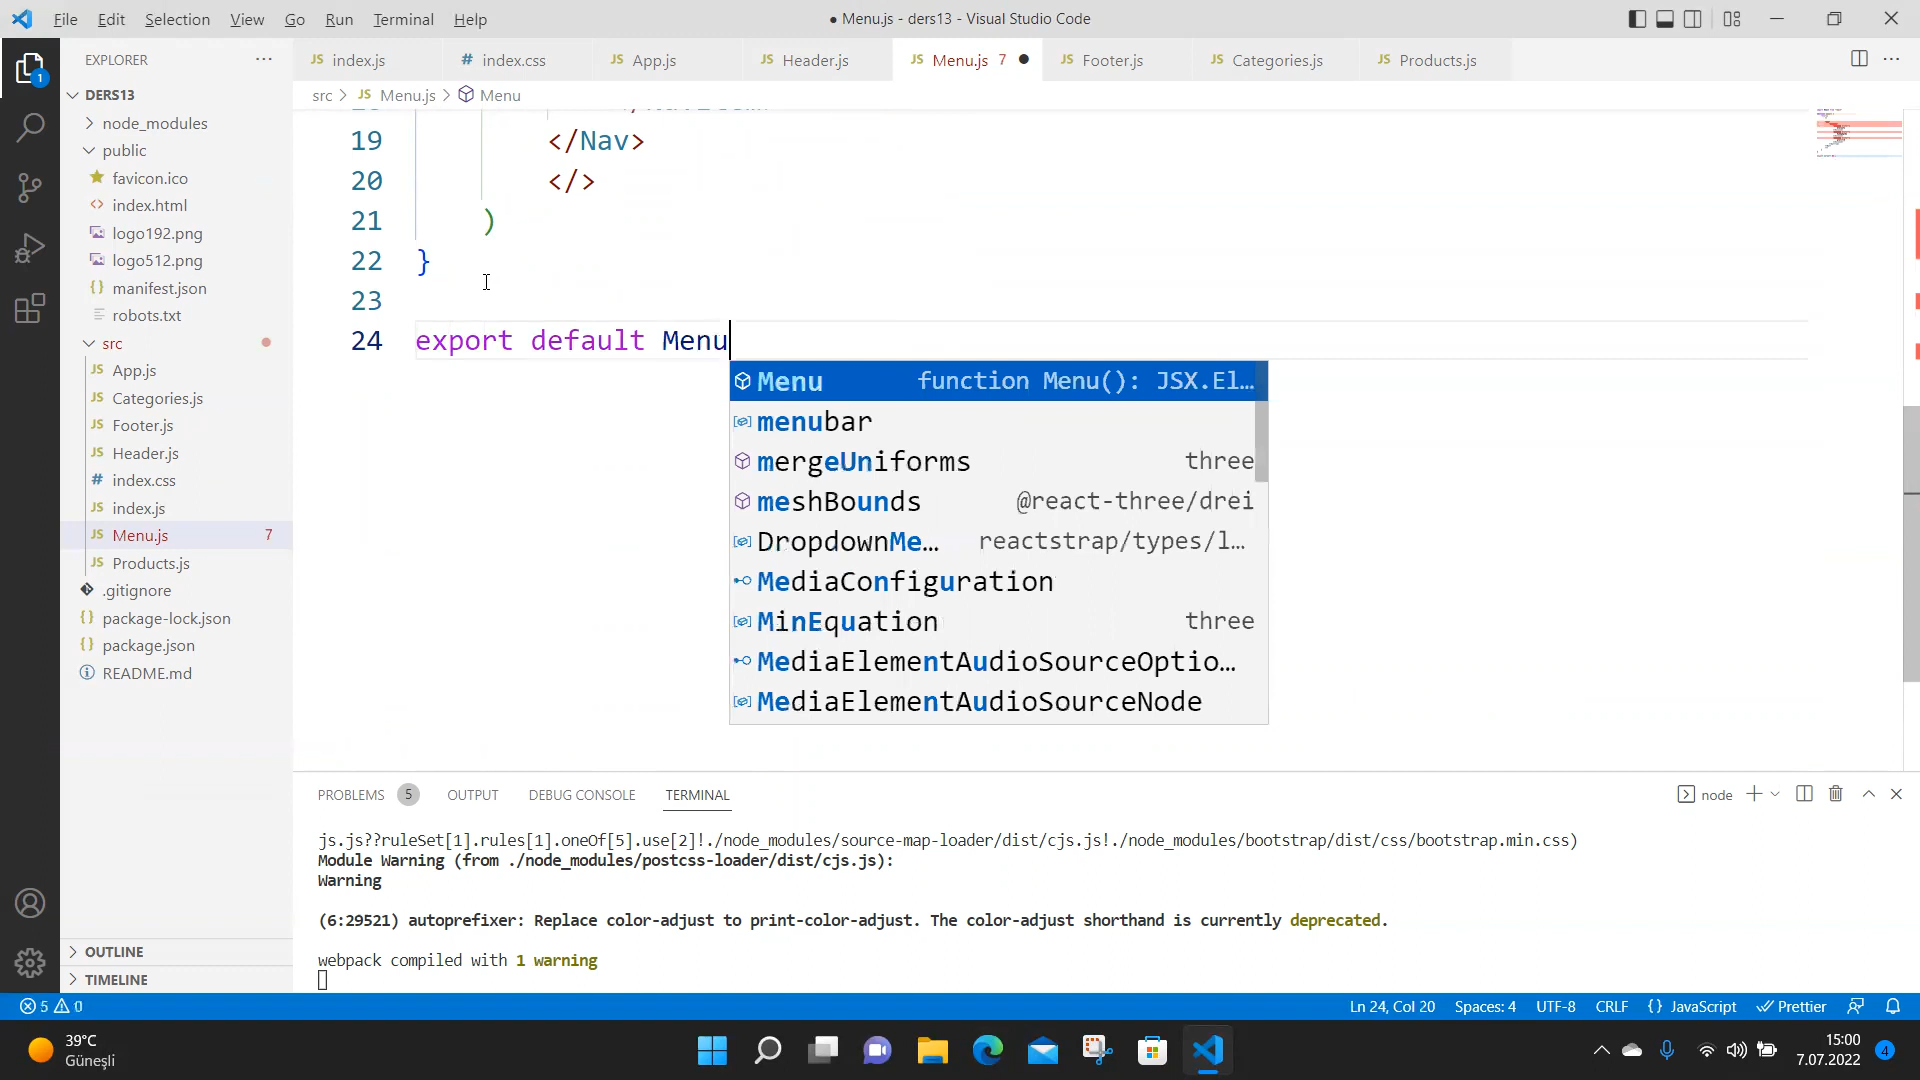 File Edit Selection View Go Run Terminal Help
● Menu.js - ders13 - Visual Studio Code
EXPLORER
JS index.js
# index.css
JS App.js
JS Header.js
JS Menu.js 7 ●
JS Footer.js
JS Categories.js
JS Products.js
src > JS Menu.js > Menu
DERS13
node_modules
public
favicon.ico
index.html
logo192.png
logo512.png
manifest.json
robots.txt
src
JS App.js
JS Categories.js
JS Footer.js
JS Header.js
# index.css
JS index.js
JS Menu.js 7
JS Products.js
.gitignore
package-lock.json
package.json
README.md
OUTLINE
TIMELINE
1
19 </Nav>
20 </>
21 )
22 }
23
24 export default Menu
Menu function Menu(): JSX.El…
menubar
mergeUniforms three
meshBounds @react-three/drei
DropdownMe… reactstrap/types/l…
MediaConfiguration
MinEquation three
MediaElementAudioSourceOptio…
MediaElementAudioSourceNode
PROBLEMS 5 OUTPUT DEBUG CONSOLE TERMINAL
node
js.js??ruleSet[1].rules[1].oneOf[5].use[2]!./node_modules/source-map-loader/dist/cjs.js!./node_modules/bootstrap/dist/css/bootstrap.min.css)
Module Warning (from ./node_modules/postcss-loader/dist/cjs.js):
Warning
(6:29521) autoprefixer: Replace color-adjust to print-color-adjust. The color-adjust shorthand is currently deprecated.
webpack compiled with 1 warning
5 0
Ln 24, Col 20 Spaces: 4 UTF-8 CRLF {} JavaScript Prettier
39°C
Güneşli
15:00
7.07.2022
4